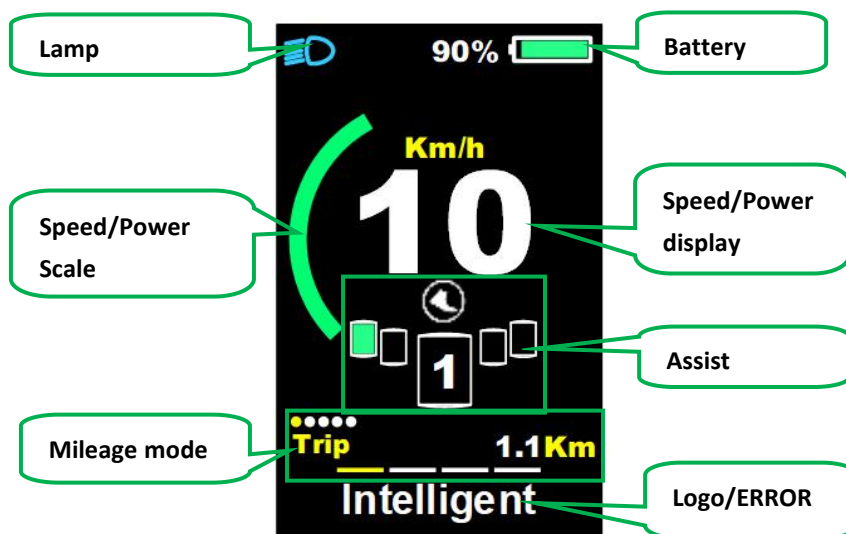 Lamp
90%
Battery
Km/h
10
Speed/Power
Scale
Speed/Power
display
1
Assist
Mileage mode
Trip
1.1Km
Intelligent
Logo/ERROR